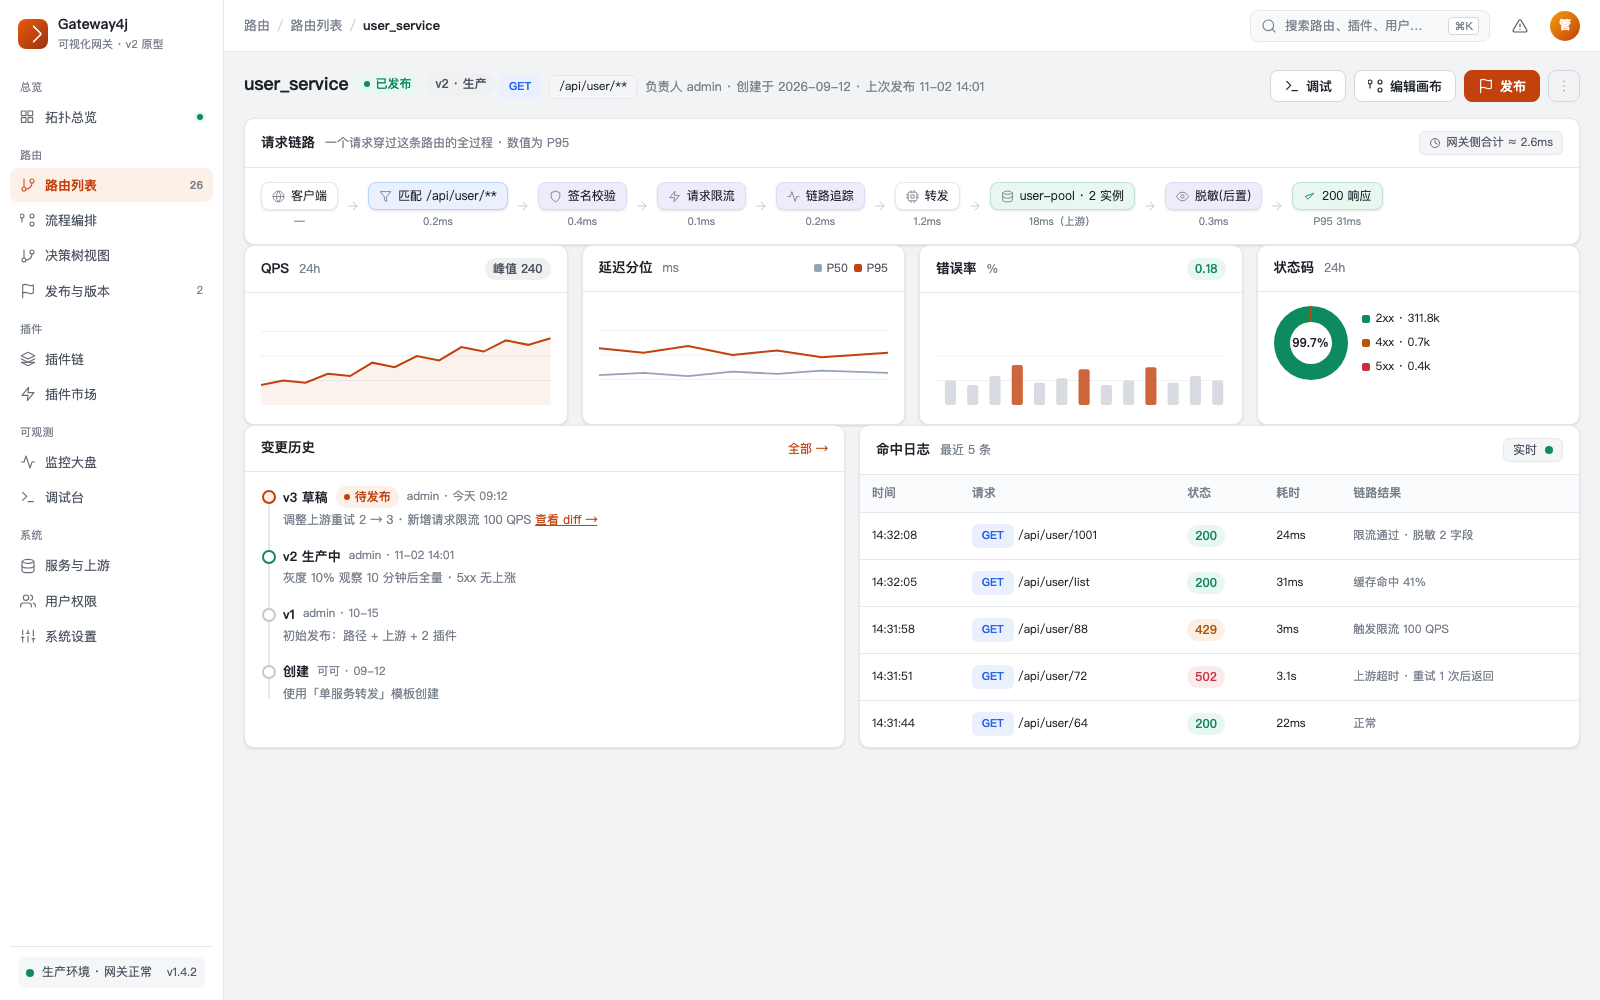 Gateway4j
可视化网关 · v2 原型
总览
拓扑总览
路由
路由列表 26
流程编排
决策树视图
发布与版本 2
插件
插件链
插件市场
可观测
监控大盘
调试台
系统
服务与上游
用户权限
系统设置
生产环境 · 网关正常 v1.4.2
路由 / 路由列表 / user_service
搜索路由、插件、用户… ⌘K
管
user_service 已发布 v2 · 生产 GET /api/user/** 负责人 admin · 创建于 2026-09-12 · 上次发布 11-02 14:01
调试 编辑画布 发布
请求链路 一个请求穿过这条路由的全过程 · 数值为 P95 网关侧合计 ≈ 2.6ms
客户端 匹配 /api/user/** 签名校验 请求限流 链路追踪 转发 user-pool · 2 实例 脱敏(后置) 200 响应
— 0.2ms 0.4ms 0.1ms 0.2ms 1.2ms 18ms（上游） 0.3ms P95 31ms
QPS 24h 峰值 240
延迟分位 ms P50 P95
错误率 % 0.18
状态码 24h
99.7%
2xx · 311.8k
4xx · 0.7k
5xx · 0.4k
变更历史 全部 →
v3 草稿 待发布 admin · 今天 09:12
调整上游重试 2 → 3 · 新增请求限流 100 QPS 查看 diff →
v2 生产中 admin · 11-02 14:01
灰度 10% 观察 10 分钟后全量 · 5xx 无上涨
v1 admin · 10-15
初始发布：路径 + 上游 + 2 插件
创建 可可 · 09-12
使用「单服务转发」模板创建
命中日志 最近 5 条 实时
时间 请求 状态 耗时 链路结果
14:32:08 GET /api/user/1001 200 24ms 限流通过 · 脱敏 2 字段
14:32:05 GET /api/user/list 200 31ms 缓存命中 41%
14:31:58 GET /api/user/88 429 3ms 触发限流 100 QPS
14:31:51 GET /api/user/72 502 3.1s 上游超时 · 重试 1 次后返回
14:31:44 GET /api/user/64 200 22ms 正常